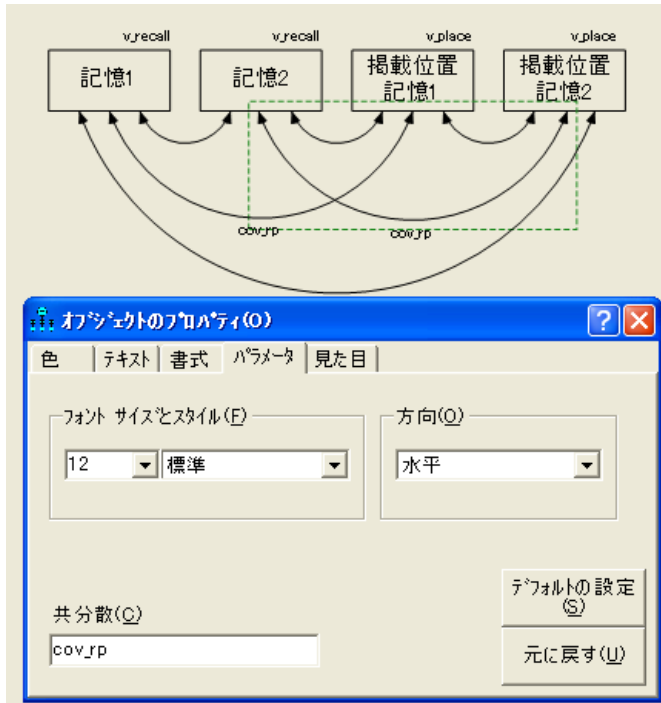 v_recall v_recall v_place v_place
記憶1 記憶2 掲載位置 掲載位置
記憶1 記憶2
cov_rp cov_rp
オブジェクトのプロパティ(O)
色 テキスト 書式 パラメータ 見た目
フォント サイズとスタイル(F) 方向(O)
12 標準 水平
デフォルトの設定
(S)
共分散(C)
cov_rp 元に戻す(U)